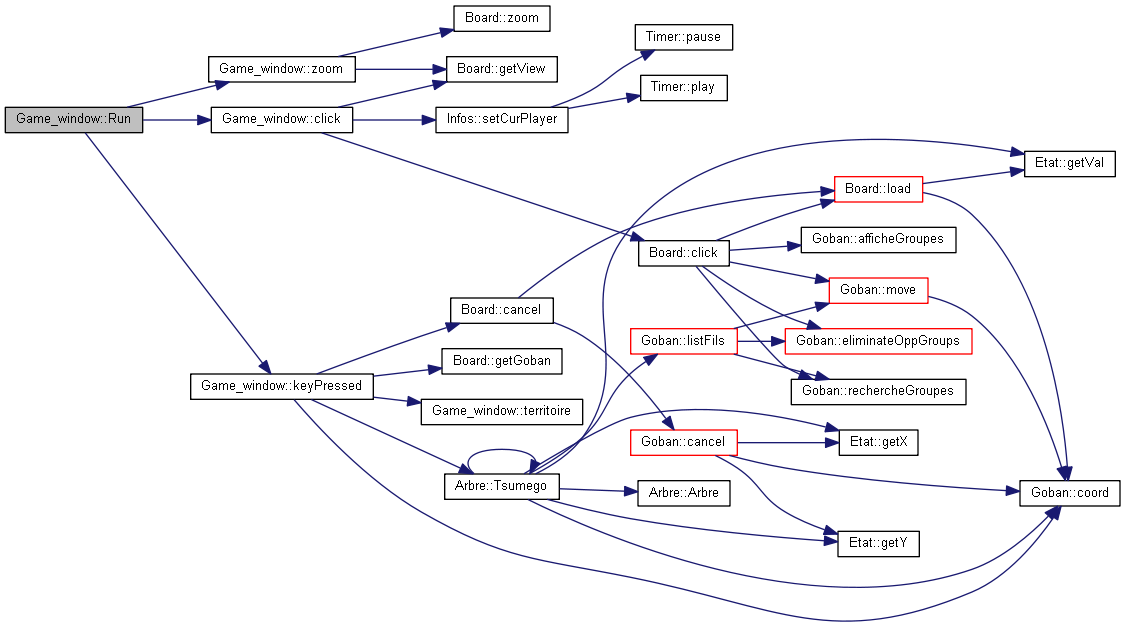 Board::zoom
Timer::pause
Game_window::zoom
Board::getView
Timer::play
Game_window::Run
Game_window::click
Infos::setCurPlayer
Etat::getVal
Board::load
Goban::afficheGroupes
Board::click
Goban::move
Board::cancel
Goban::listFils
Goban::eliminateOppGroups
Board::getGoban
Game_window::keyPressed
Goban::rechercheGroupes
Game_window::territoire
Goban::cancel
Etat::getX
Arbre::Tsumego
Arbre::Arbre
Goban::coord
Etat::getY